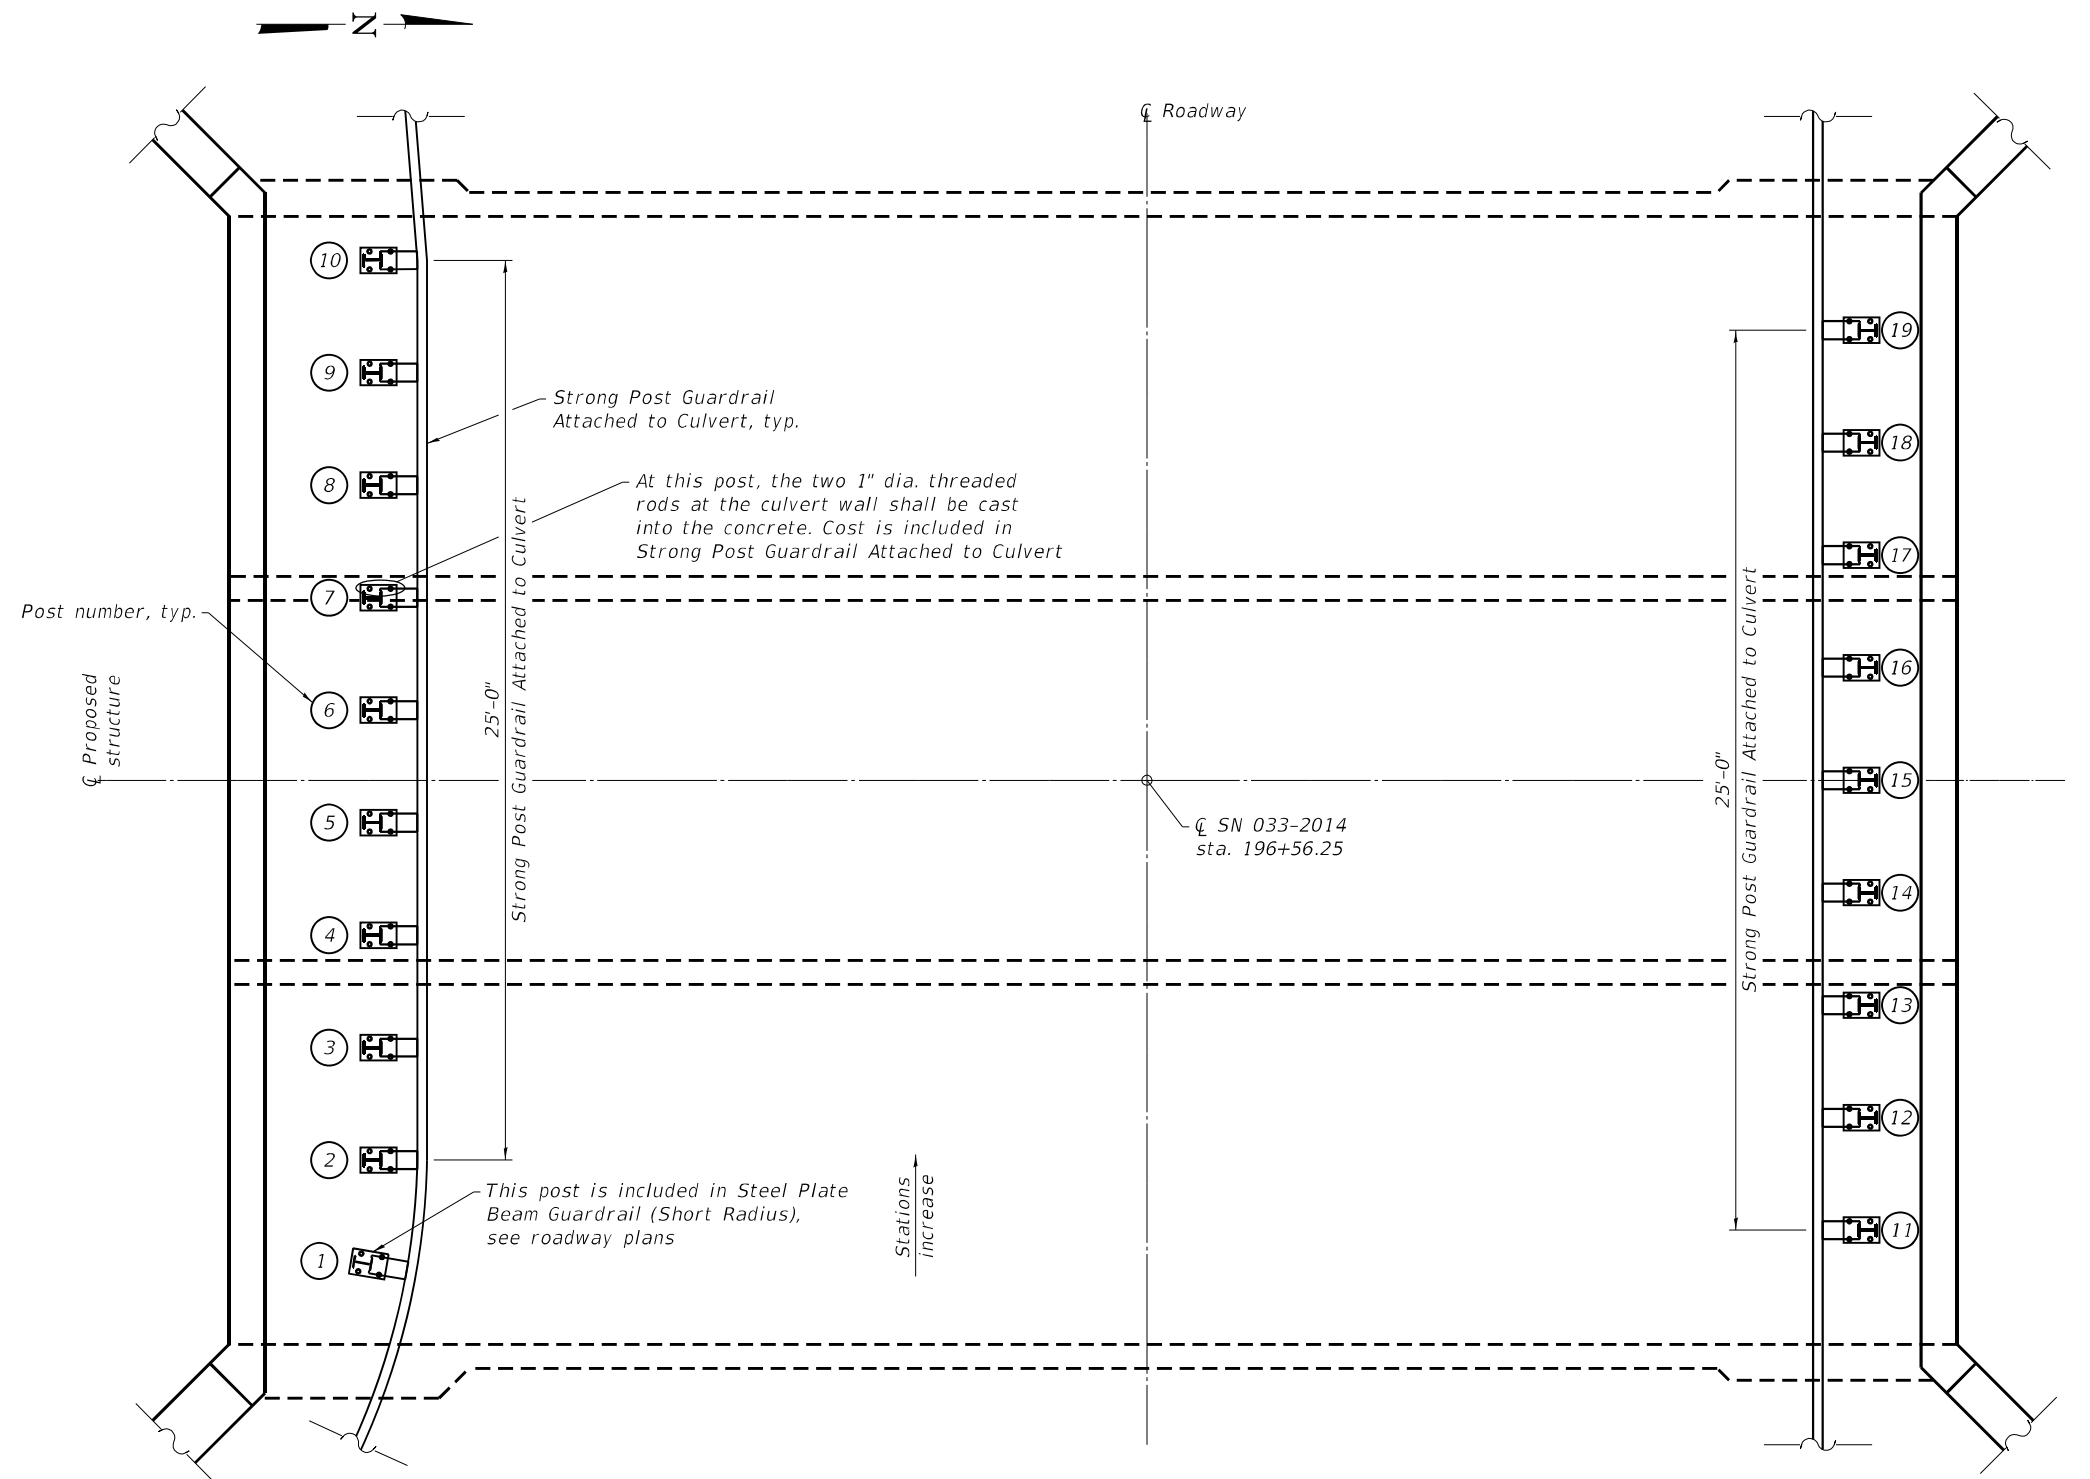 N
℄ Roadway
10
19
9
Strong Post Guardrail
Attached to Culvert, typ.
18
8
At this post, the two 1" dia. threaded
rods at the culvert wall shall be cast
into the concrete. Cost is included in
Strong Post Guardrail Attached to Culvert
17
7
Post number, typ.
16
6
25'-0"
Strong Post Guardrail Attached to Culvert
℄ Proposed
structure
25'-0"
Strong Post Guardrail Attached to Culvert
15
5
℄ SN 033-2014
sta. 196+56.25
14
4
13
3
12
2
This post is included in Steel Plate
Beam Guardrail (Short Radius),
see roadway plans
Stations
increase
11
1